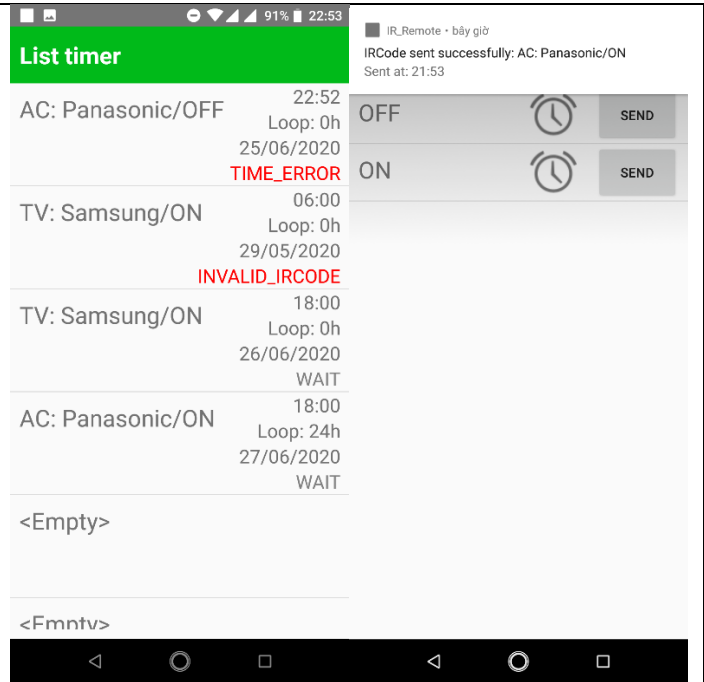 91% 22:53
List timer
AC: Panasonic/OFF
22:52
Loop: 0h
25/06/2020
TIME_ERROR
TV: Samsung/ON
06:00
Loop: 0h
29/05/2020
INVALID_IRCODE
TV: Samsung/ON
18:00
Loop: 0h
26/06/2020
WAIT
AC: Panasonic/ON
18:00
Loop: 24h
27/06/2020
WAIT
<Empty>
<Empty>
IR_Remote • bây giờ
IRCode sent successfully: AC: Panasonic/ON
Sent at: 21:53
OFF
SEND
ON
SEND